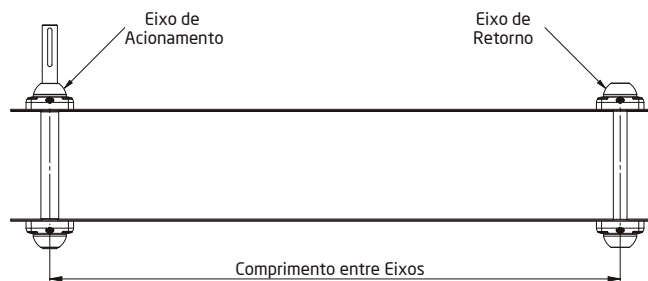 Eixo de
Acionamento
Eixo de
Retorno
Comprimento entre Eixos